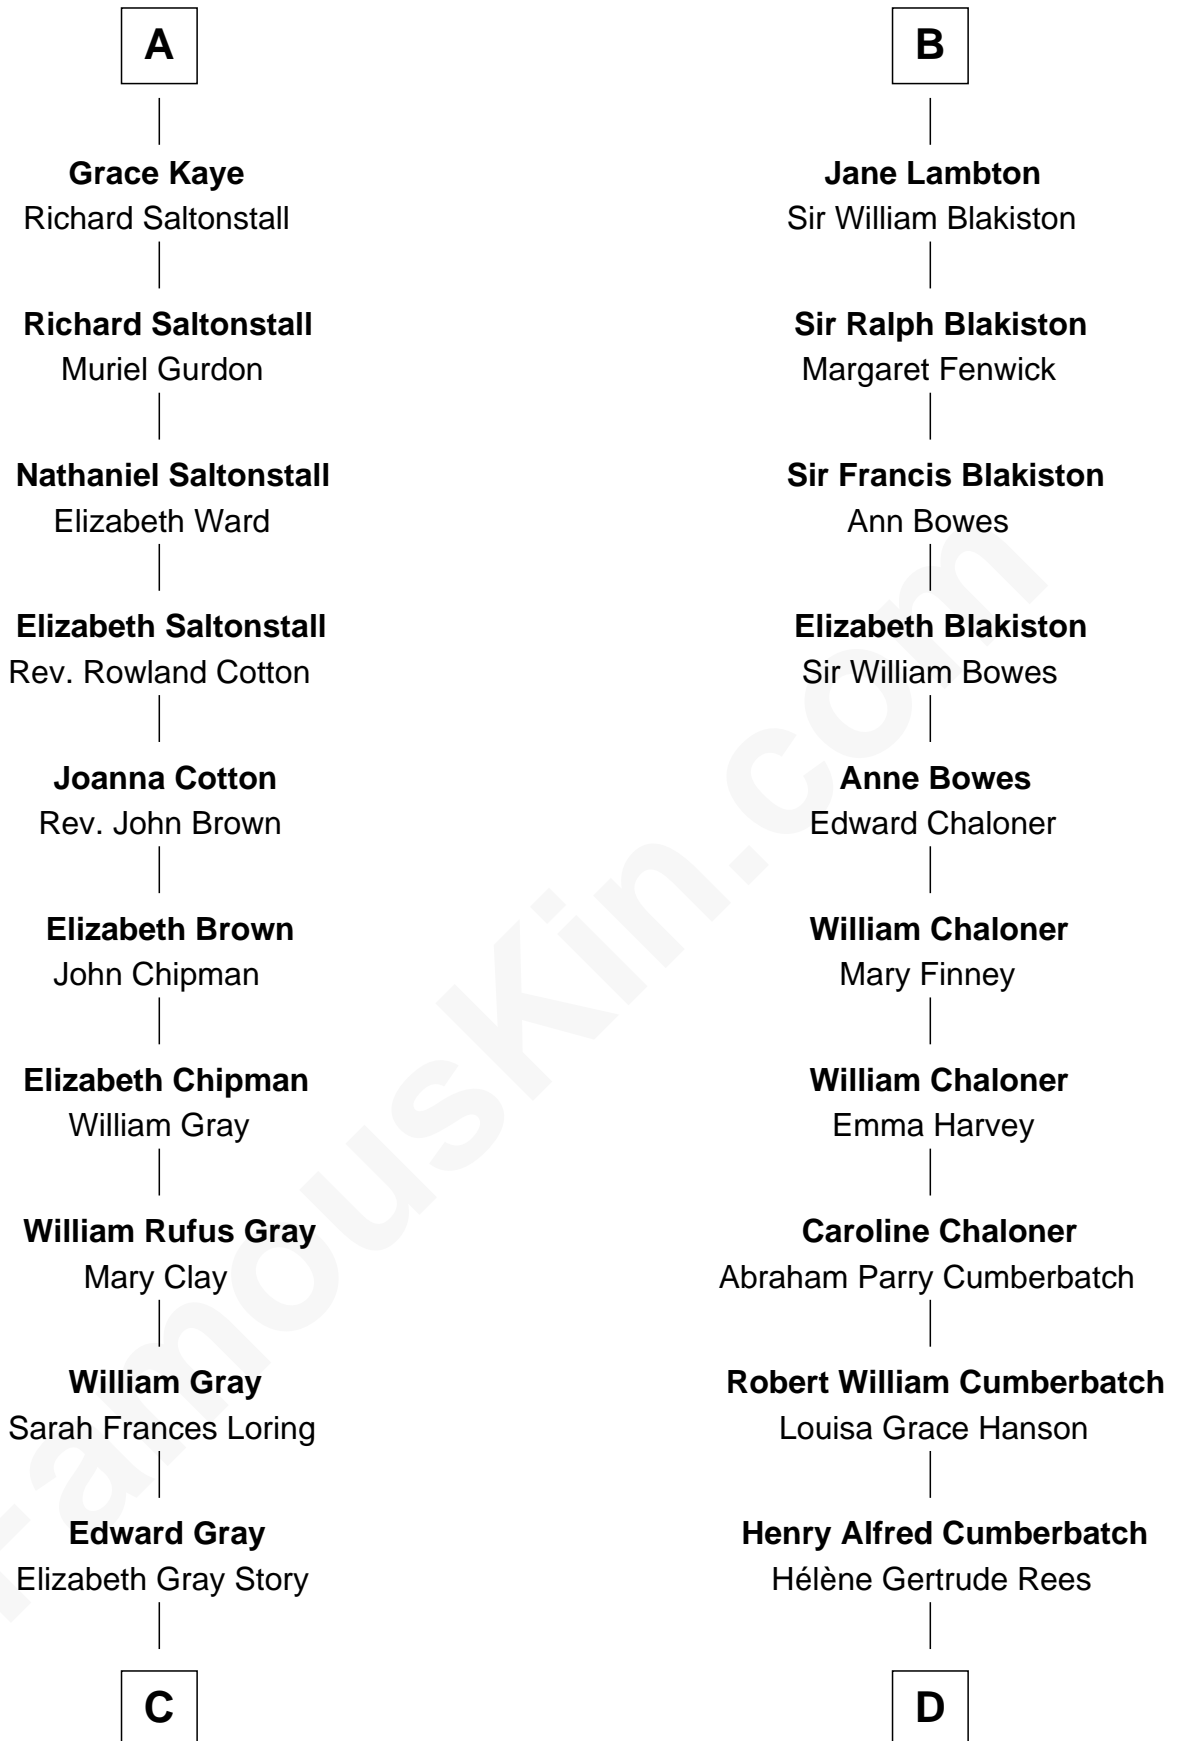 A
Grace Kaye
Richard Saltonstall
Richard Saltonstall
Muriel Gurdon
Nathaniel Saltonstall
Elizabeth Ward
Elizabeth Saltonstall
Rev. Rowland Cotton
Joanna Cotton
Rev. John Brown
Elizabeth Brown
John Chipman
Elizabeth Chipman
William Gray
William Rufus Gray
Mary Clay
William Gray
Sarah Frances Loring
Edward Gray
Elizabeth Gray Story
C
B
Jane Lambton
Sir William Blakiston
Sir Ralph Blakiston
Margaret Fenwick
Sir Francis Blakiston
Ann Bowes
Elizabeth Blakiston
Sir William Bowes
Anne Bowes
Edward Chaloner
William Chaloner
Mary Finney
William Chaloner
Emma Harvey
Caroline Chaloner
Abraham Parry Cumberbatch
Robert William Cumberbatch
Louisa Grace Hanson
Henry Alfred Cumberbatch
Hélène Gertrude Rees
D
FamousKin.com